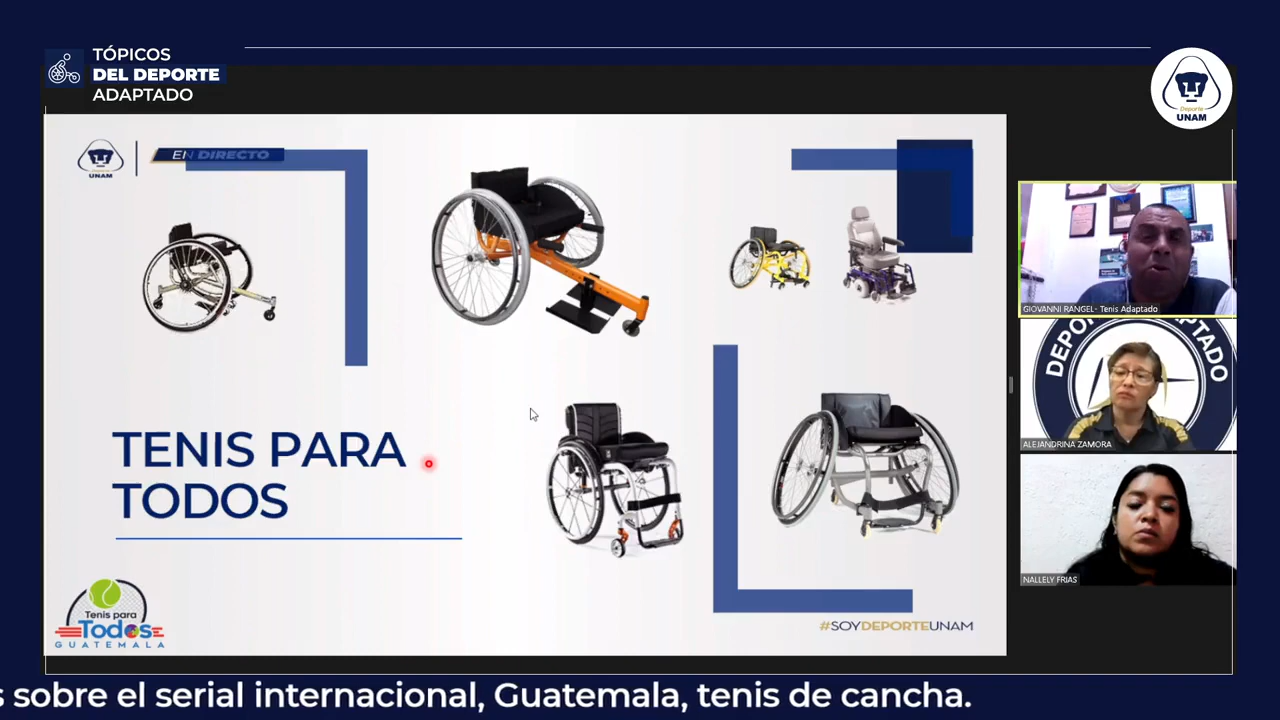 TÓPICOS
DEL DEPORTE
ADAPTADO
Deporte
UNAM
Deporte
UNAM
EN DIRECTO
TENIS PARA
TODOS
Tenis para
Todos
GUATEMALA
#SOYDEPORTEUNAM
GIOVANNI RANGEL- Tenis Adaptado
DEPORTE ADAPTADO
ALEJANDRINA ZAMORA
NALLELY FRIAS
s sobre el serial internacional, Guatemala, tenis de cancha.